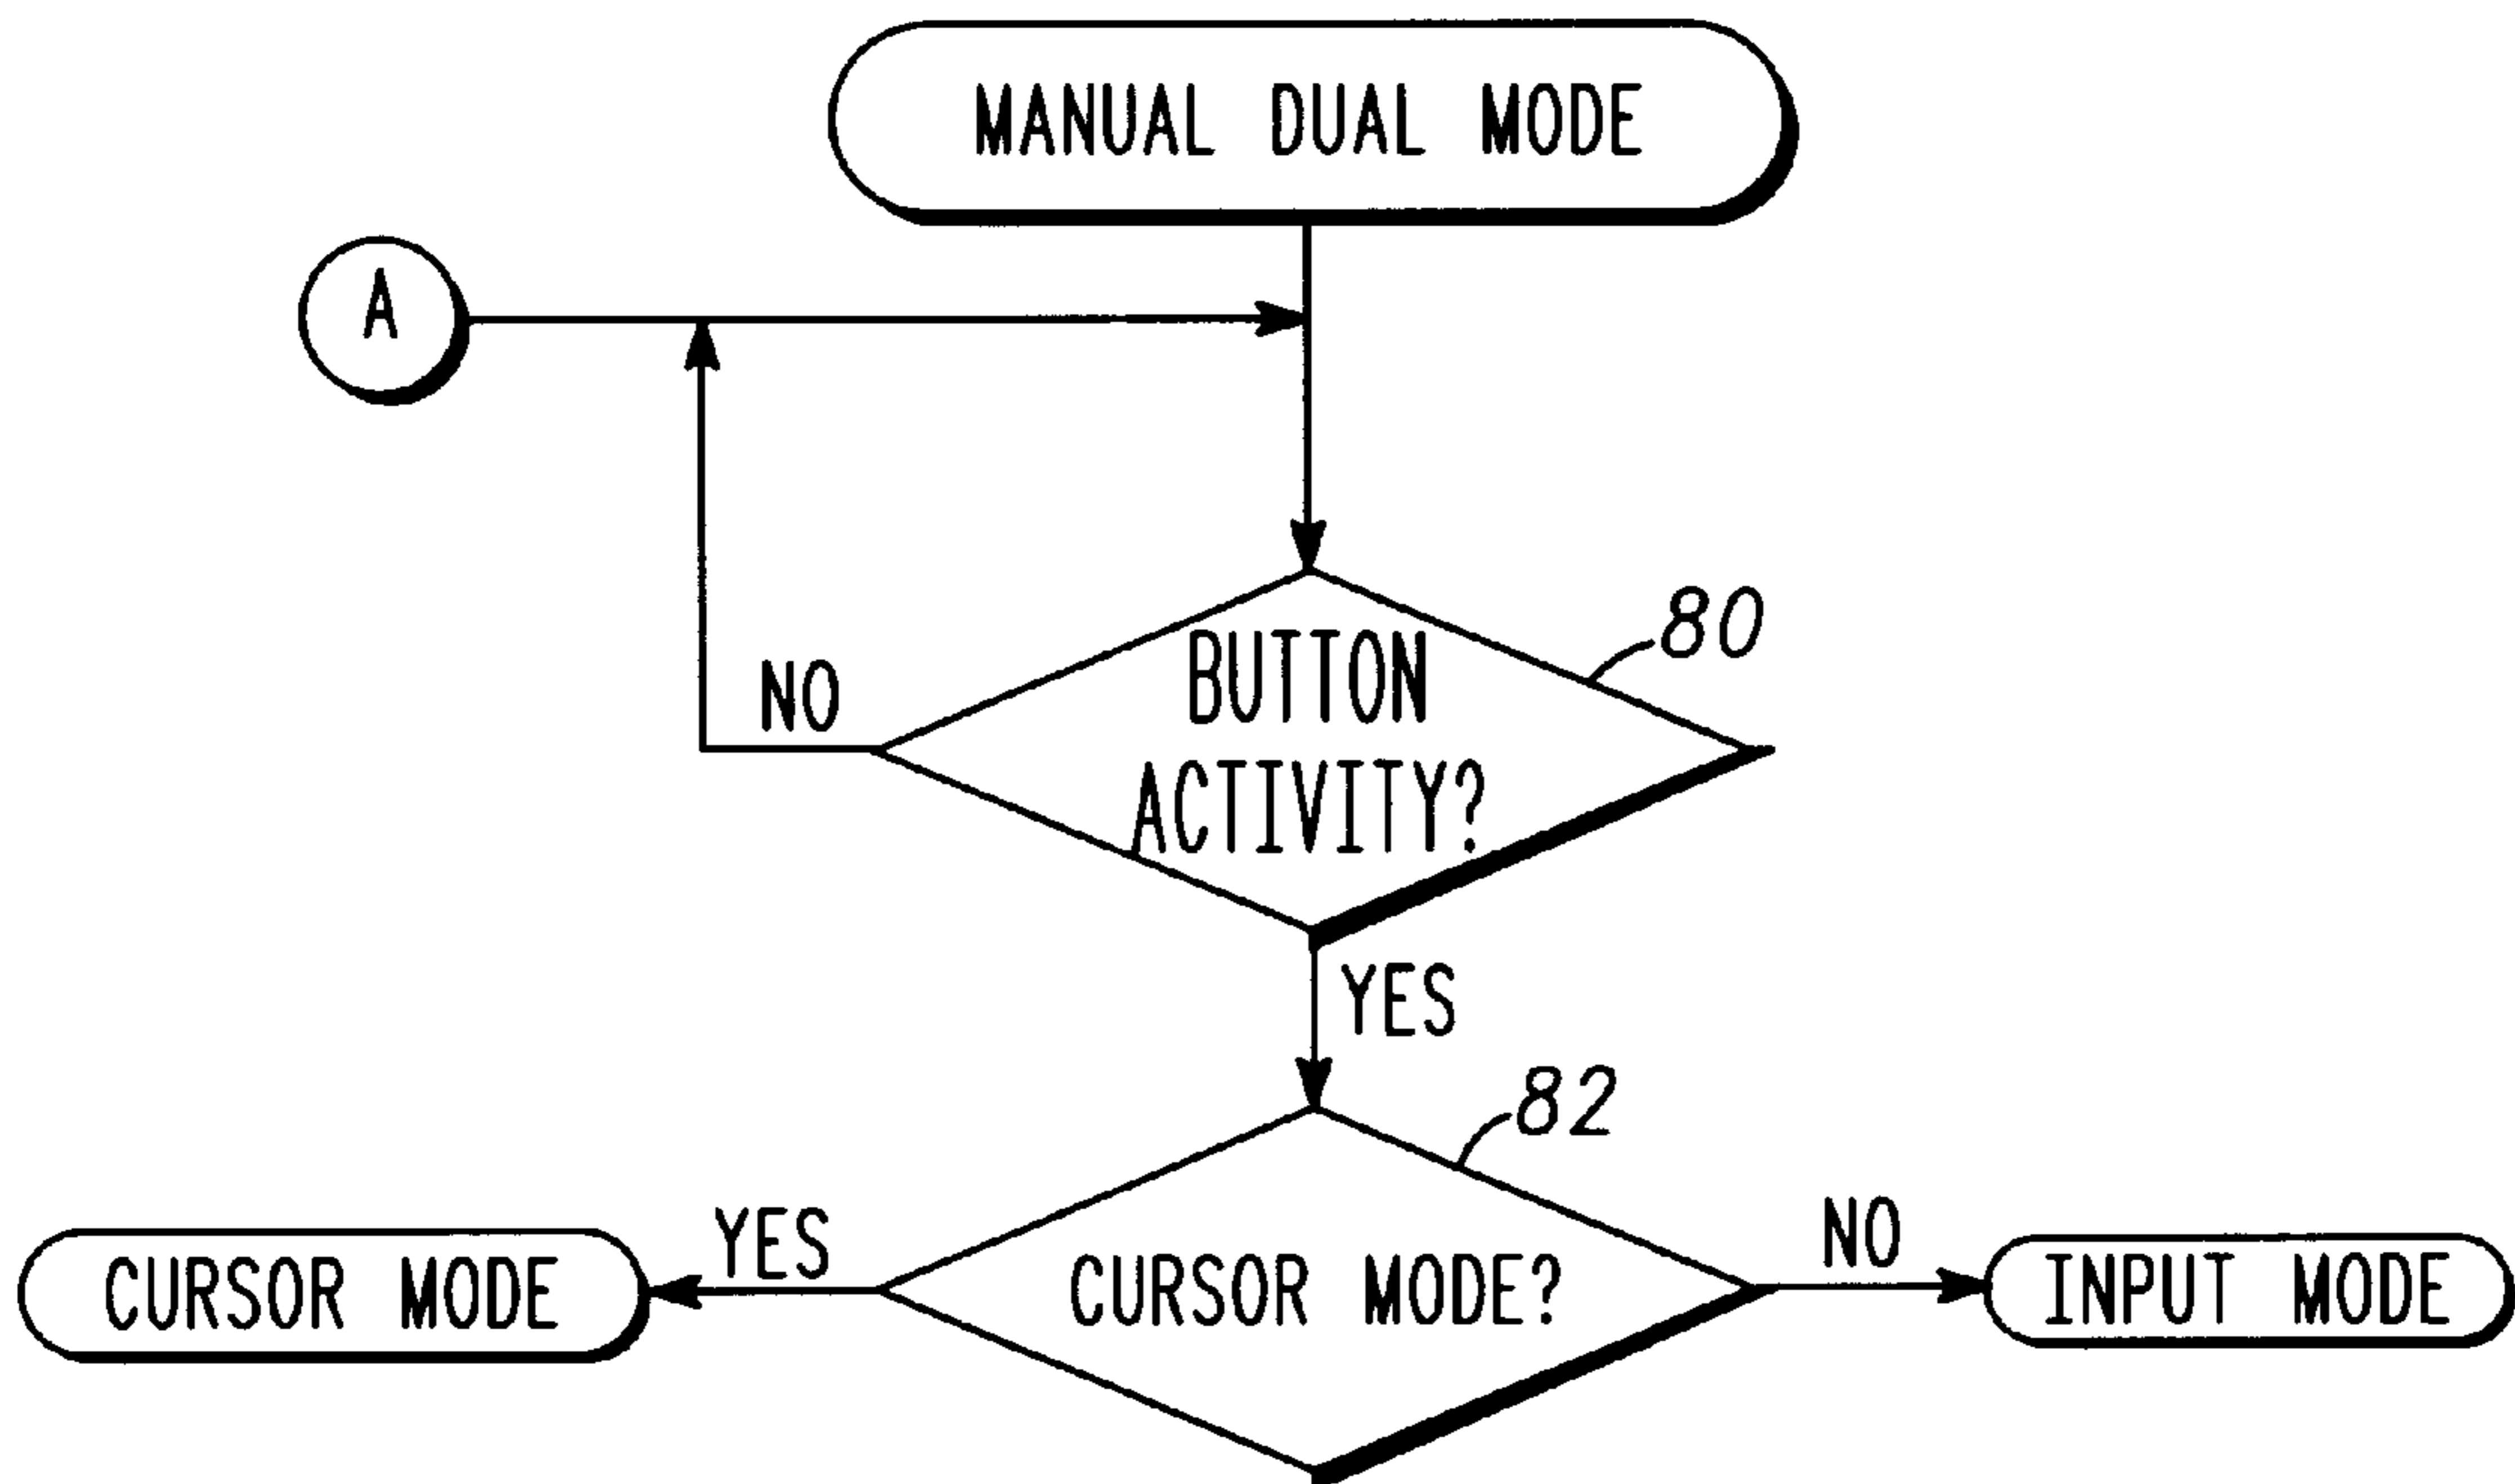 MANUAL DUAL MODE
A
80
BUTTON
NO
ACTIVITY?
YES
82
YES
NO
CURSOR MODE
CURSOR MODE?
INPUT MODE